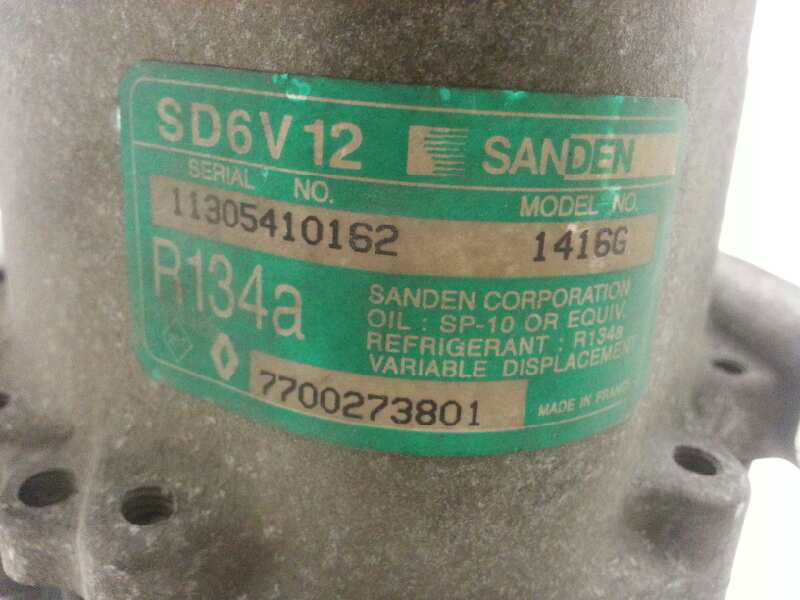 SD6V12 SANDEN
SERIAL NO. MODEL NO.
11305410162 1416G
R134a
SANDEN CORPORATION
OIL : SP-10 OR EQUIV.
REFRIGERANT : R134a
VARIABLE DISPLACEMENT
7700273801
MADE IN FRANCE